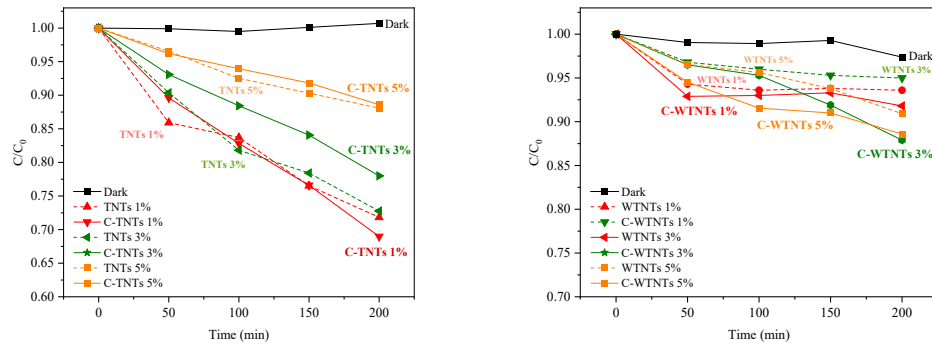 1.00
0.95
0.90
0.85
0.80
0.75
0.70
0.65
0.60
C/C0
0
50
100
150
200
Time (min)
Dark
TNTs 1%
TNTs 5%
TNTs 3%
C-TNTs 5%
C-TNTs 3%
C-TNTs 1%
Dark
TNTs 1%
C-TNTs 1%
TNTs 3%
C-TNTs 3%
TNTs 5%
C-TNTs 5%
1.00
0.95
0.90
0.85
0.80
0.75
0.70
C/C0
0
50
100
150
200
Time (min)
Dark
WTNTs 5%
WTNTs 3%
WTNTs 1%
C-WTNTs 1%
C-WTNTs 5%
C-WTNTs 3%
Dark
WTNTs 1%
C-WTNTs 1%
WTNTs 3%
C-WTNTs 3%
WTNTs 5%
C-WTNTs 5%